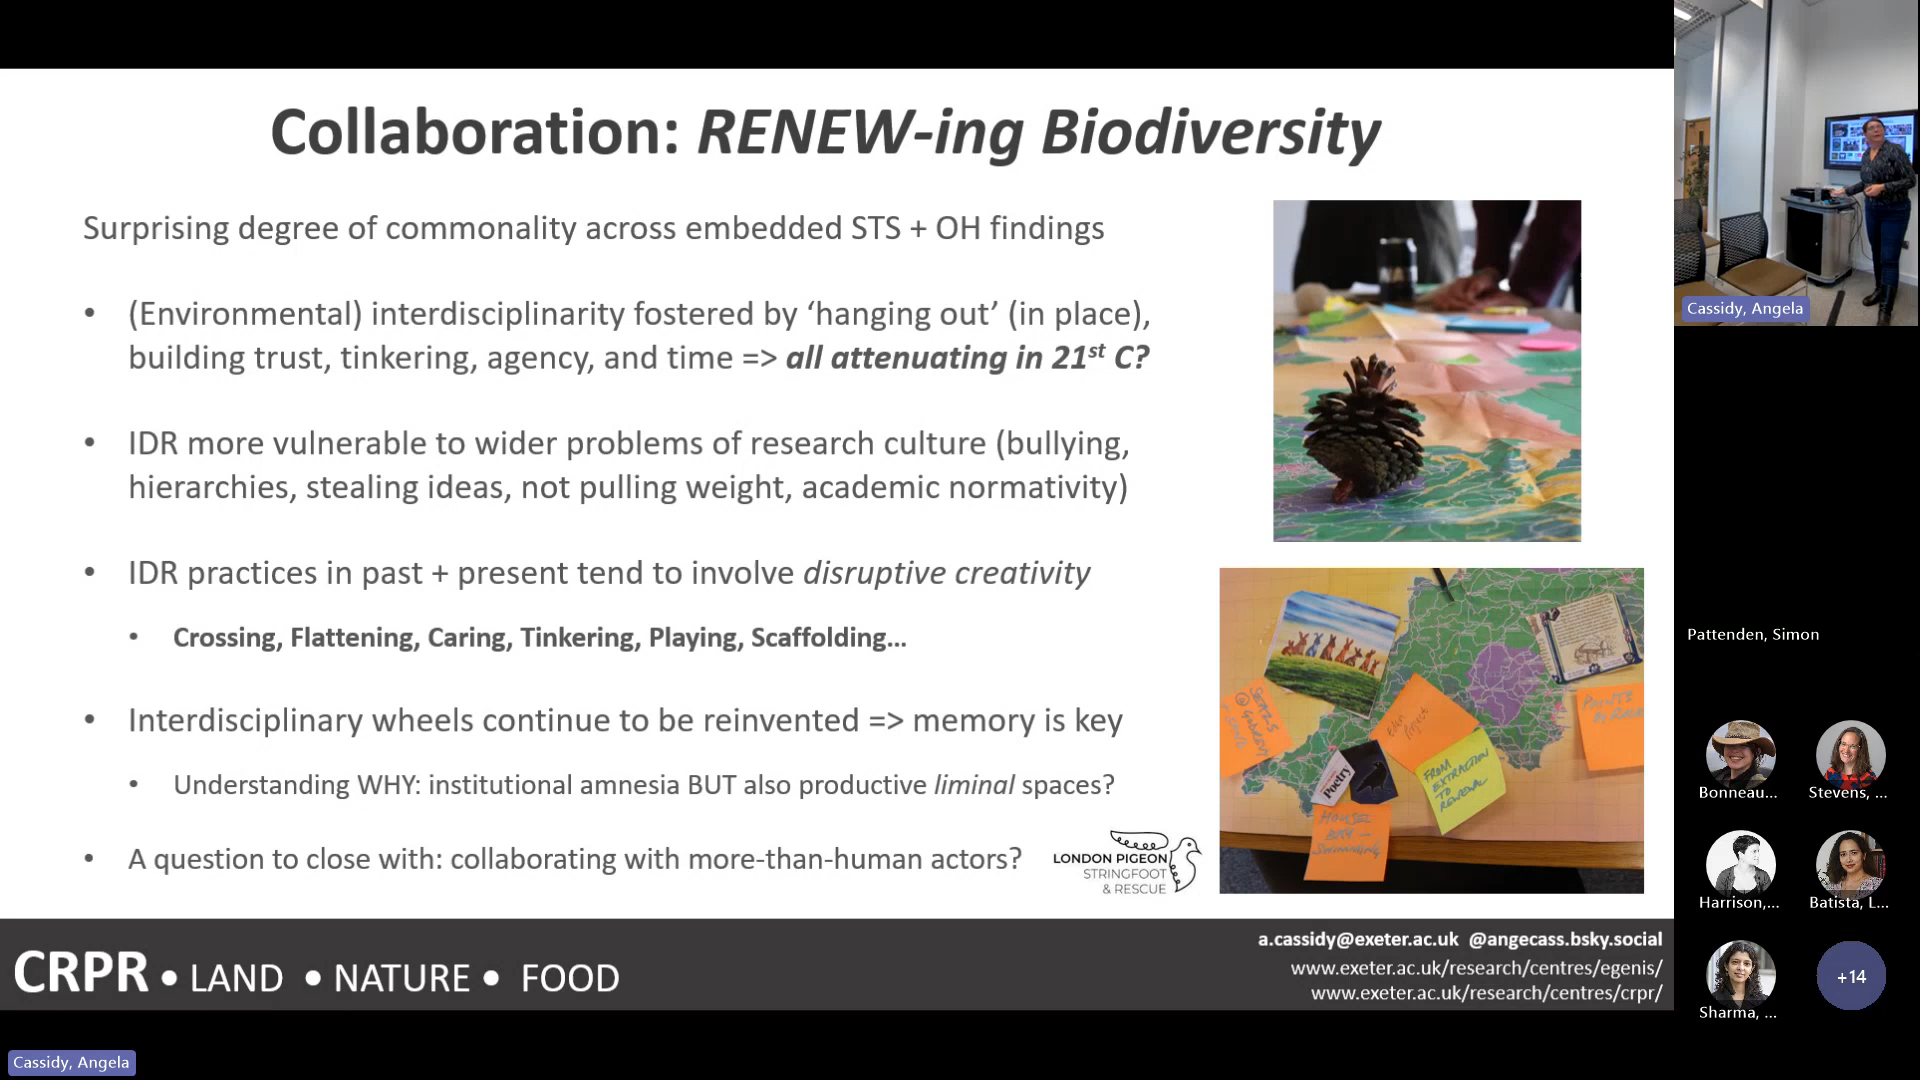 Collaboration: RENEW-ing Biodiversity
Surprising degree of commonality across embedded STS + OH findings
• (Environmental) interdisciplinarity fostered by ‘hanging out’ (in place),
building trust, tinkering, agency, and time => all attenuating in 21st C?
• IDR more vulnerable to wider problems of research culture (bullying,
hierarchies, stealing ideas, not pulling weight, academic normativity)
• IDR practices in past + present tend to involve disruptive creativity
• Crossing, Flattening, Caring, Tinkering, Playing, Scaffolding...
• Interdisciplinary wheels continue to be reinvented => memory is key
• Understanding WHY: institutional amnesia BUT also productive liminal spaces?
• A question to close with: collaborating with more-than-human actors?
LONDON PIGEON
STRINGFOOT
& RESCUE
Poetry
FROM
EXTRACTION
TO
RENEWAL
CRPR • LAND • NATURE • FOOD
a.cassidy@exeter.ac.uk @angecass.bsky.social
www.exeter.ac.uk/research/centres/egenis/
www.exeter.ac.uk/research/centres/crpr/
Cassidy, Angela
Cassidy, Angela
Pattenden, Simon
Bonneau...
Stevens, ...
Harrison,...
Batista, L...
Sharma, ...
+14